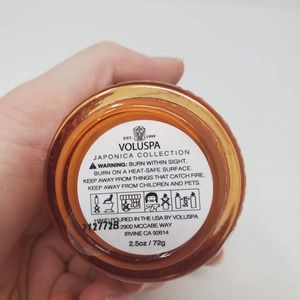 EST. 1999
VOLUSPA
JAPONICA COLLECTION
WARNING: BURN WITHIN SIGHT.
BURN ON A HEAT-SAFE SURFACE.
KEEP AWAY FROM THINGS THAT CATCH FIRE.
KEEP AWAY FROM CHILDREN AND PETS.
HAND POURED IN THE USA BY VOLUSPA
712772B 2900 MCCABE WAY
IRVINE CA 92614
2.5oz / 72g